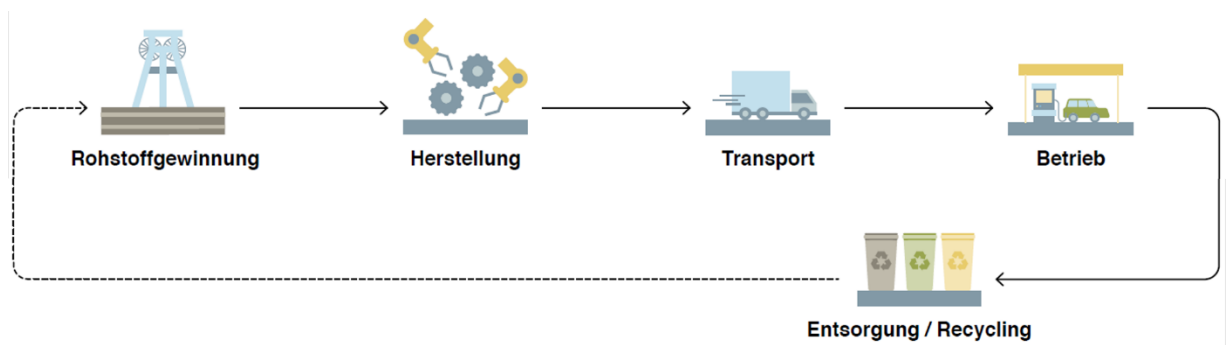 Rohstoffgewinnung
Herstellung
Transport
Betrieb
Entsorgung / Recycling